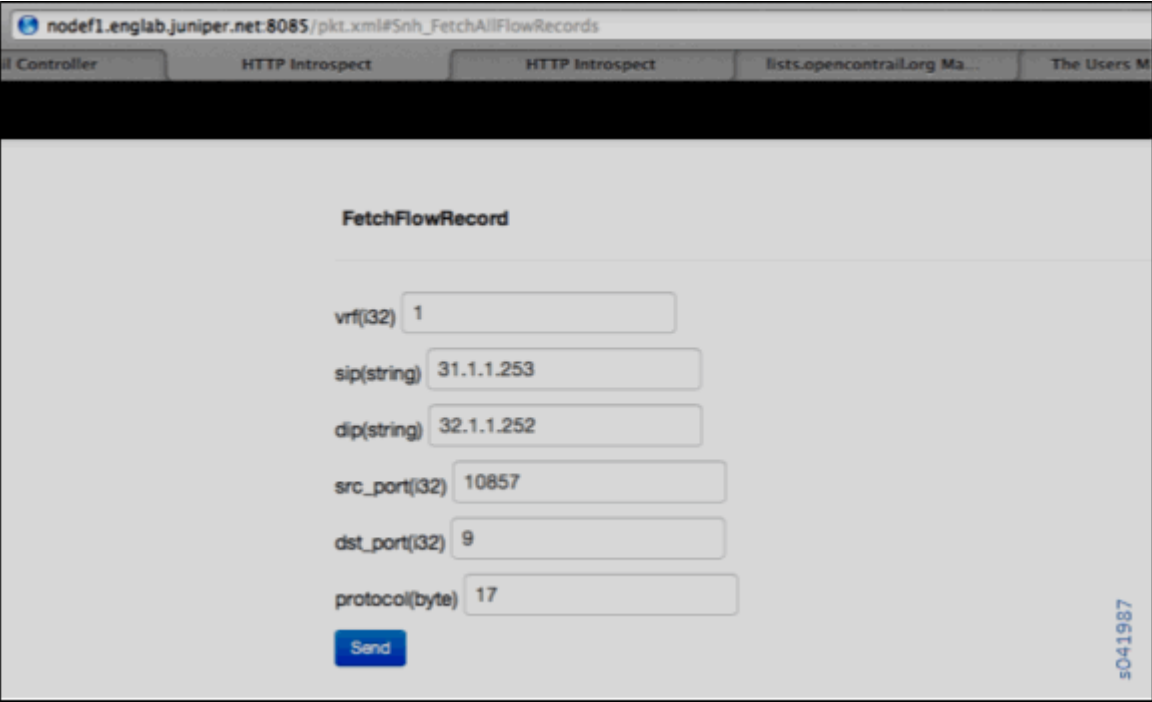 nodef1.englab.juniper.net:8085/pkt.xml#Snh_FetchAllFlowRecords
il Controller HTTP Introspect HTTP Introspect lists.opencontrail.org Ma... The Users M
FetchFlowRecord
vrf(i32) 1
sip(string) 31.1.1.253
dip(string) 32.1.1.252
src_port(i32) 10857
dst_port(i32) 9
protocol(byte) 17
Send
s041987